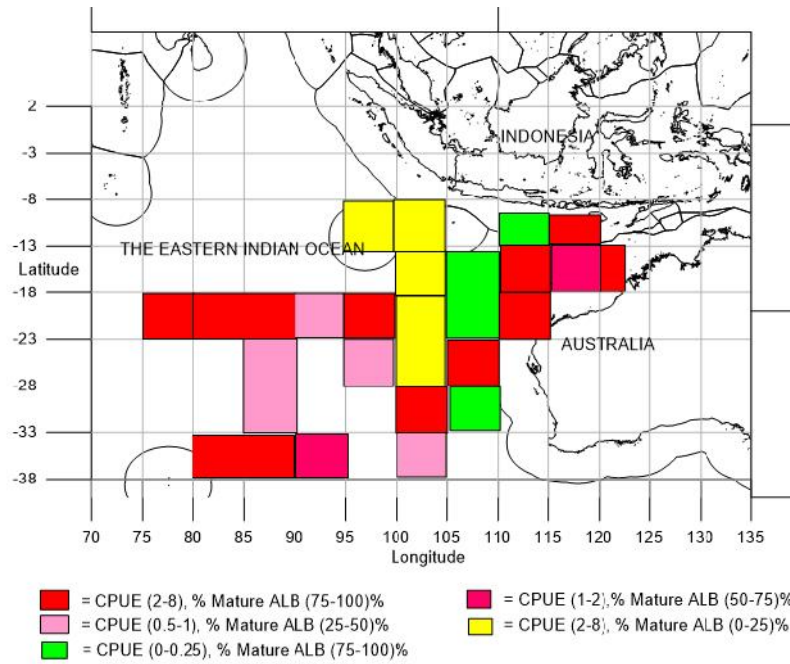 2
INDONESIA
-3
-8
-13
THE EASTERN INDIAN OCEAN
Latitude
-18
-23
AUSTRALIA
-28
-33
-38
70 75 80 85 90 95 100 105 110 115 120 125 130 135
Longitude
= CPUE (2-8), % Mature ALB (75-100)%
= CPUE (1-2),% Mature ALB (50-75)%
= CPUE (0.5-1), % Mature ALB (25-50)%
= CPUE (2-8), % Mature ALB (0-25)%
= CPUE (0-0.25), % Mature ALB (75-100)%